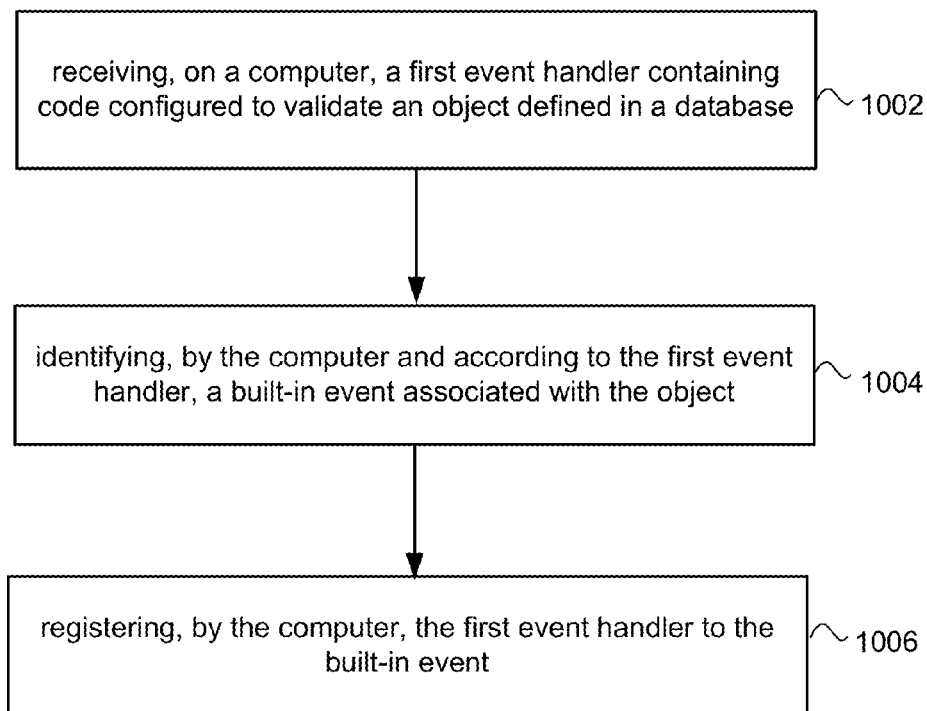 receiving, on a computer, a first event handler containing
code configured to validate an object defined in a database
1002
identifying, by the computer and according to the first event
handler, a built-in event associated with the object
1004
registering, by the computer, the first event handler to the
built-in event
1006